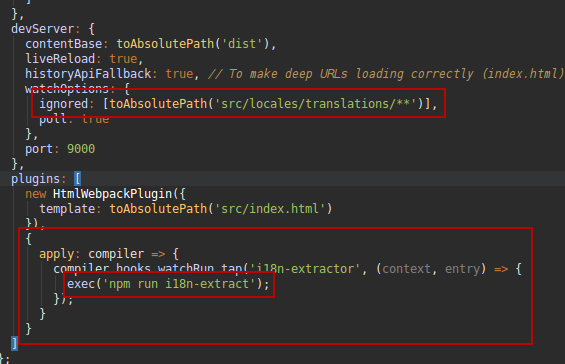 ]
},
devServer: {
contentBase: toAbsolutePath('dist'),
liveReload: true,
historyApiFallback: true, // To make deep URLs loading correctly (index.html)
watchOptions: {
ignored: [toAbsolutePath('src/locales/translations/**')],
poll: true
},
port: 9000
},
plugins: [
new HtmlWebpackPlugin({
template: toAbsolutePath('src/index.html')
}),
{
apply: compiler => {
compiler.hooks.watchRun.tap('i18n-extractor', (context, entry) => {
exec('npm run i18n-extract');
});
}
}
]
};